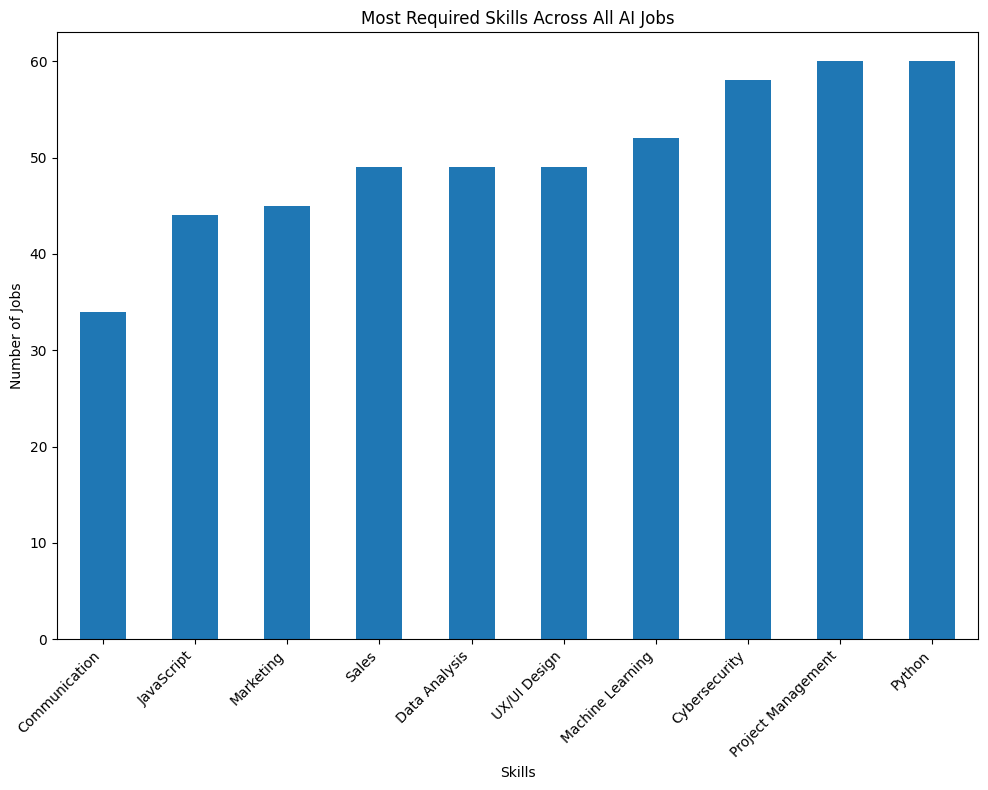 Most Required Skills Across All AI Jobs
Number of Jobs
60
50
40
30
20
10
0
Communication
JavaScript
Marketing
Sales
Data Analysis
UX/UI Design
Machine Learning
Cybersecurity
Project Management
Python
Skills